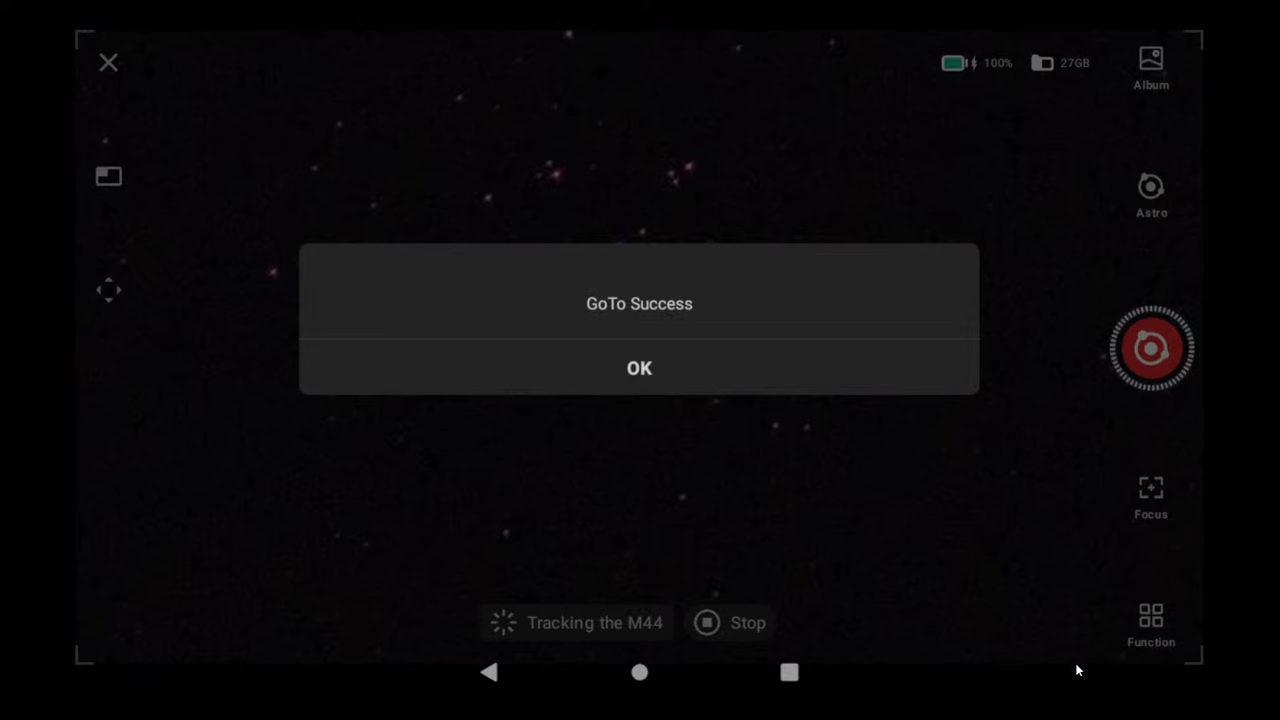 100%
27GB
Album
Astro
GoTo Success
OK
Focus
Tracking the M44
Stop
Function